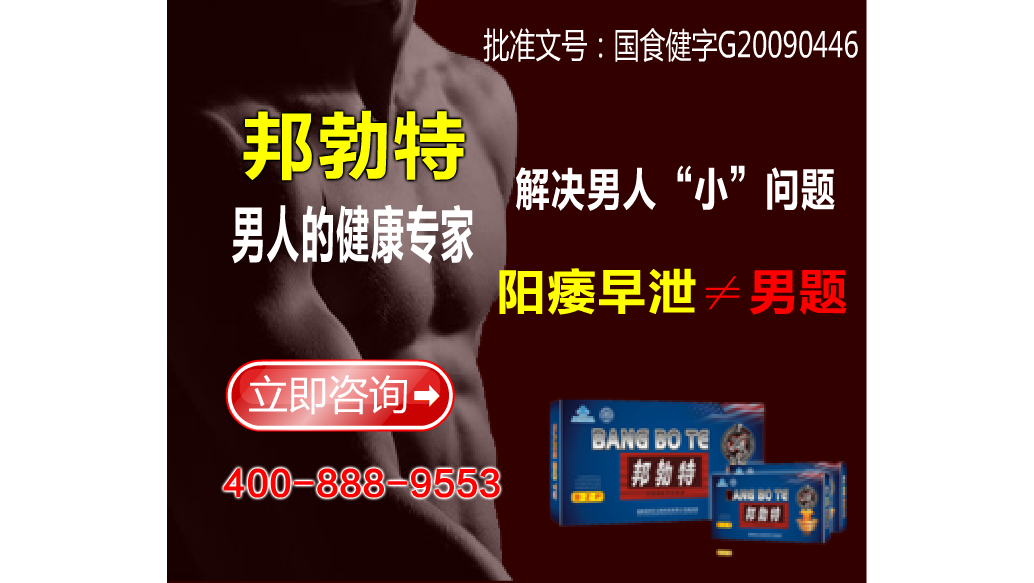 批准文号：国食健字G20090446
邦勃特
男人的健康专家
解决男人“小”问题
阳痿早泄≠男题
立即咨询
400-888-9553
BANG BO TE
邦勃特
BANG BO TE
邦勃特